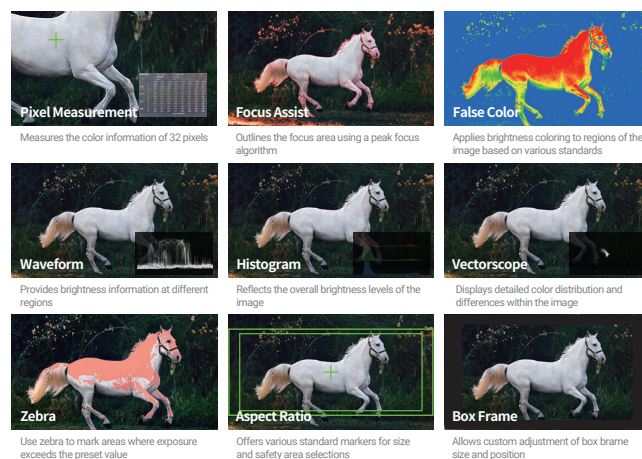 Pixel Measurement
Measures the color information of 32 pixels
Focus Assist
Outlines the focus area using a peak focus
algorithm
False Color
Applies brightness coloring to regions of the
image based on various standards
Waveform
Provides brightness information at different
regions
Histogram
Reflects the overall brightness levels of the
image
Vectorscope
Displays detailed color distribution and
differences within the image
Zebra
Use zebra to mark areas where exposure
exceeds the preset value
Aspect Ratio
Offers various standard markers for size
and safety area selections
Box Frame
Allows custom adjustment of box brame
size and position